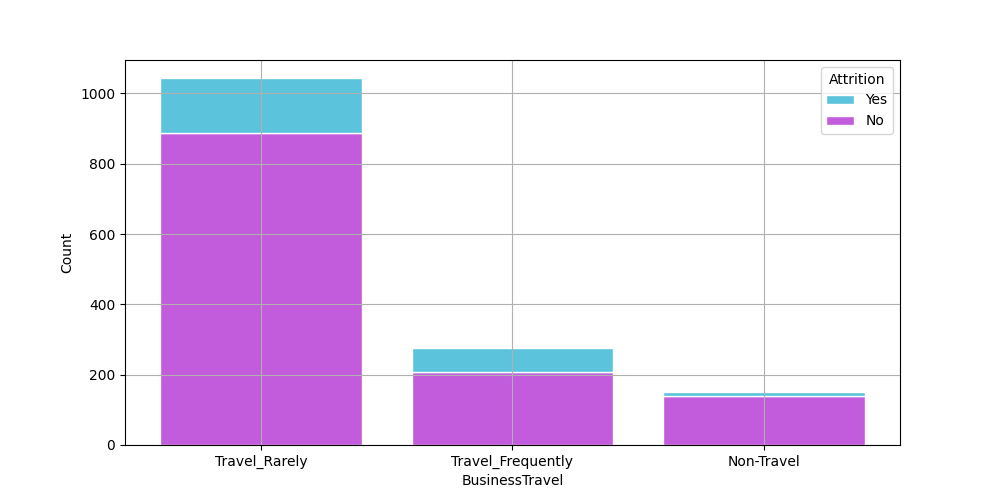 Attrition
Yes
No
1000
800
600
400
200
0
Count
Travel_Rarely
Travel_Frequently
Non-Travel
BusinessTravel